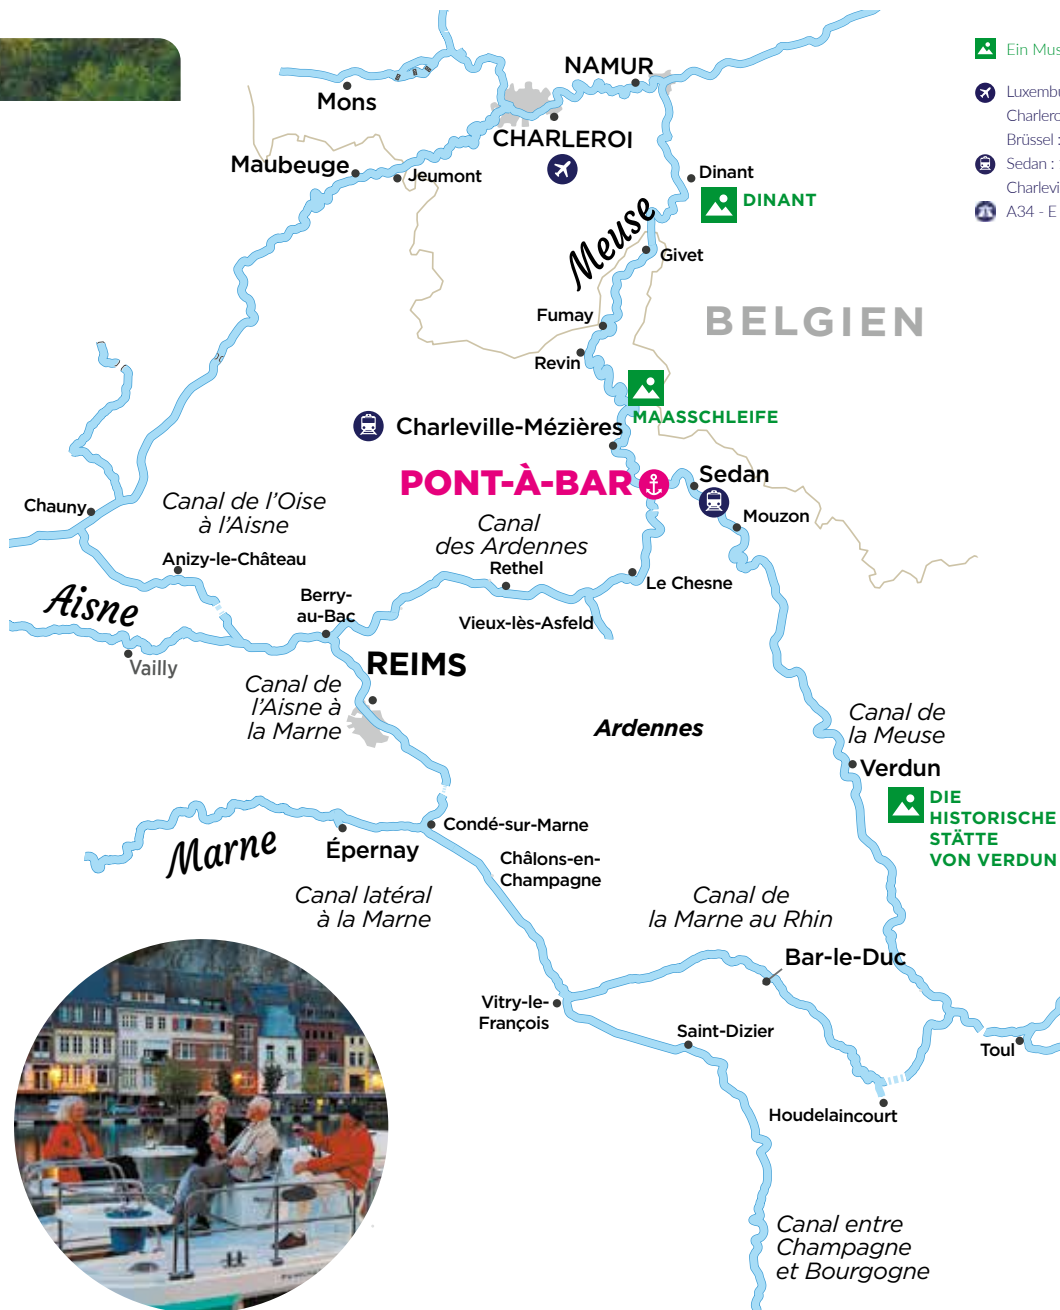 Ein Mus
Luxembu
Charlero
Brüssel :
Sedan :
Charlevi
A34 - E
NAMUR
Mons
CHARLEROI
Maubeuge
Jeumont
Dinant
DINANT
Meuse
Givet
Fumay
BELGIEN
Revin
MAASSCHLEIFE
Charleville-Mézières
PONT-À-BAR
Sedan
Mouzon
Chauny
Canal de l'Oise
à l'Aisne
Canal
des Ardennes
Anizy-le-Château
Rethel
Le Chesne
Aisne
Berry-
au-Bac
Vieux-lès-Asfeld
Vailly
REIMS
Canal de
l'Aisne à
la Marne
Ardennes
Canal de
la Meuse
Verdun
DIE
HISTORISCHE
STÄTTE
VON VERDUN
Marne
Condé-sur-Marne
Épernay
Châlons-en-
Champagne
Canal latéral
à la Marne
Canal de
la Marne au Rhin
Bar-le-Duc
Vitry-le-
François
Saint-Dizier
Toul
Houdelaincourt
Canal entre
Champagne
et Bourgogne